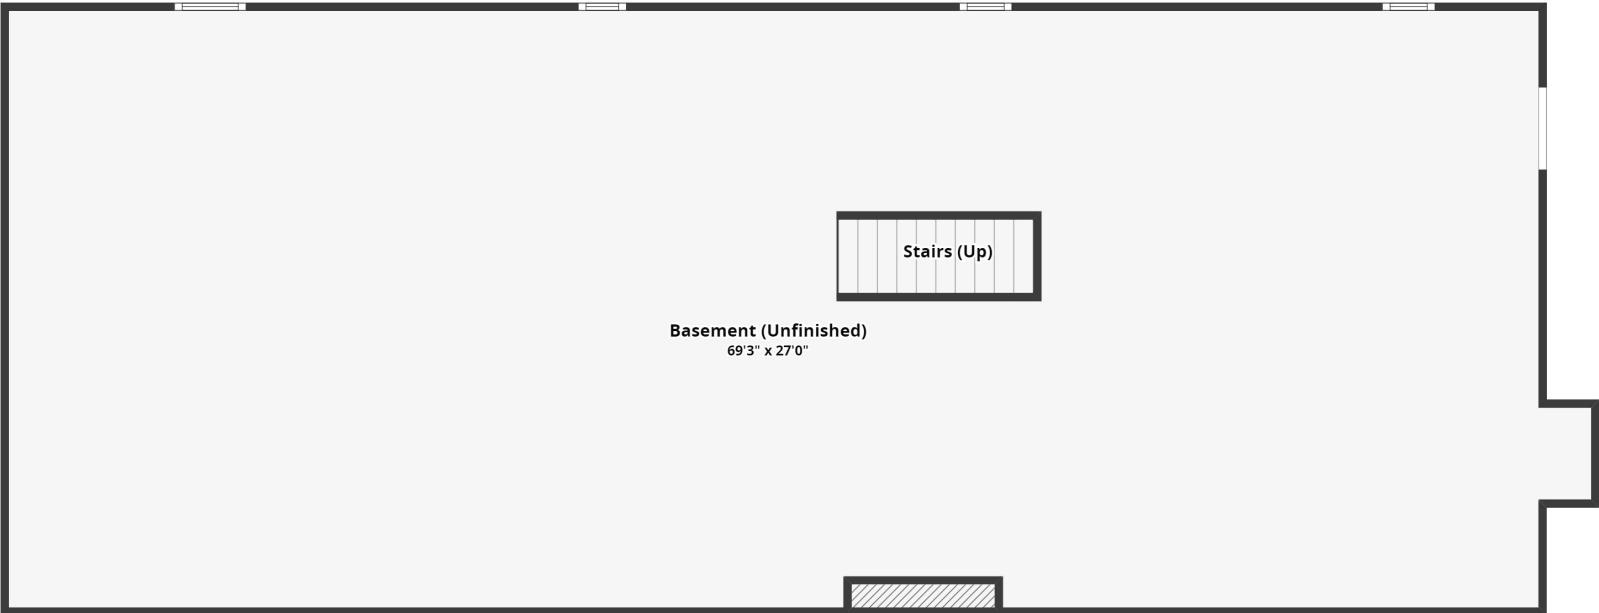 Stairs (Up)
Basement (Unfinished)
69'3" x 27'0"